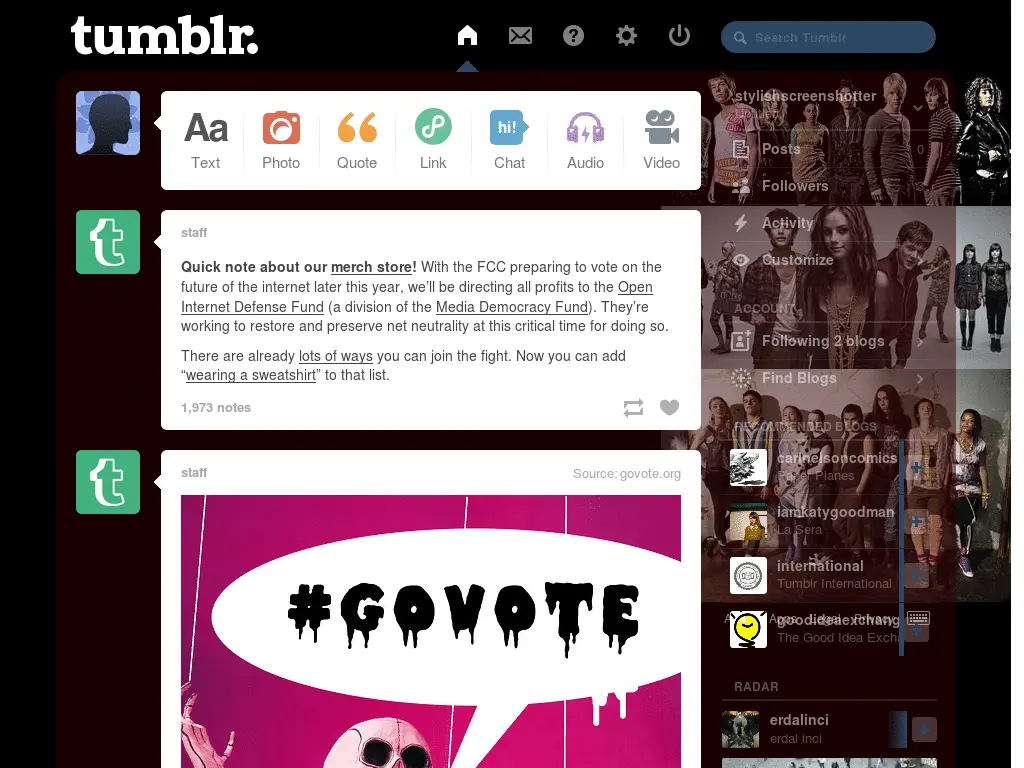 tumblr.
Search Tumblr
Aa
hi!
Text
Photo
Quote
Link
Chat
Audio
Video
staff
Quick note about our merch store! With the FCC preparing to vote on the
future of the internet later this year, we’ll be directing all profits to the Open
Internet Defense Fund (a division of the Media Democracy Fund). They’re
working to restore and preserve net neutrality at this critical time for doing so.
There are already lots of ways you can join the fight. Now you can add
“wearing a sweatshirt” to that list.
1,973 notes
staff
Source: govote.org
#GOVOTE
stylishscreenshotter
Posts
0
Followers
Activity
Customize
ACCOUNT
Following 2 blogs
Find Blogs
RECOMMENDED BLOGS
carinelsoncomics
Paper Planes
iamkatygoodman
La Sera
international
Tumblr International
Apps Legal Privacy
The Good Idea Excha
RADAR
erdalinci
erdal inci